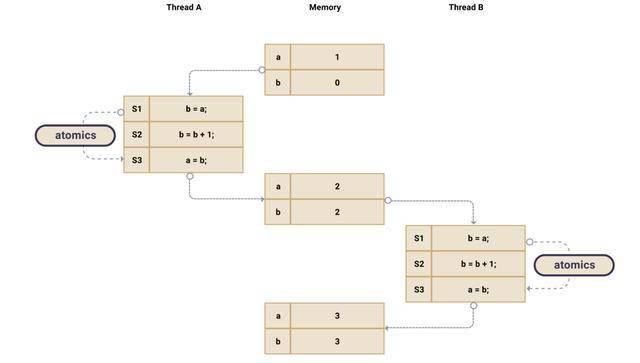 Thread A Memory Thread B
a 1
b 0
S1 b = a;
S2 b = b + 1;
S3 a = b;
atomics
a 2
b 2
S1 b = a;
S2 b = b + 1;
S3 a = b;
atomics
a 3
b 3